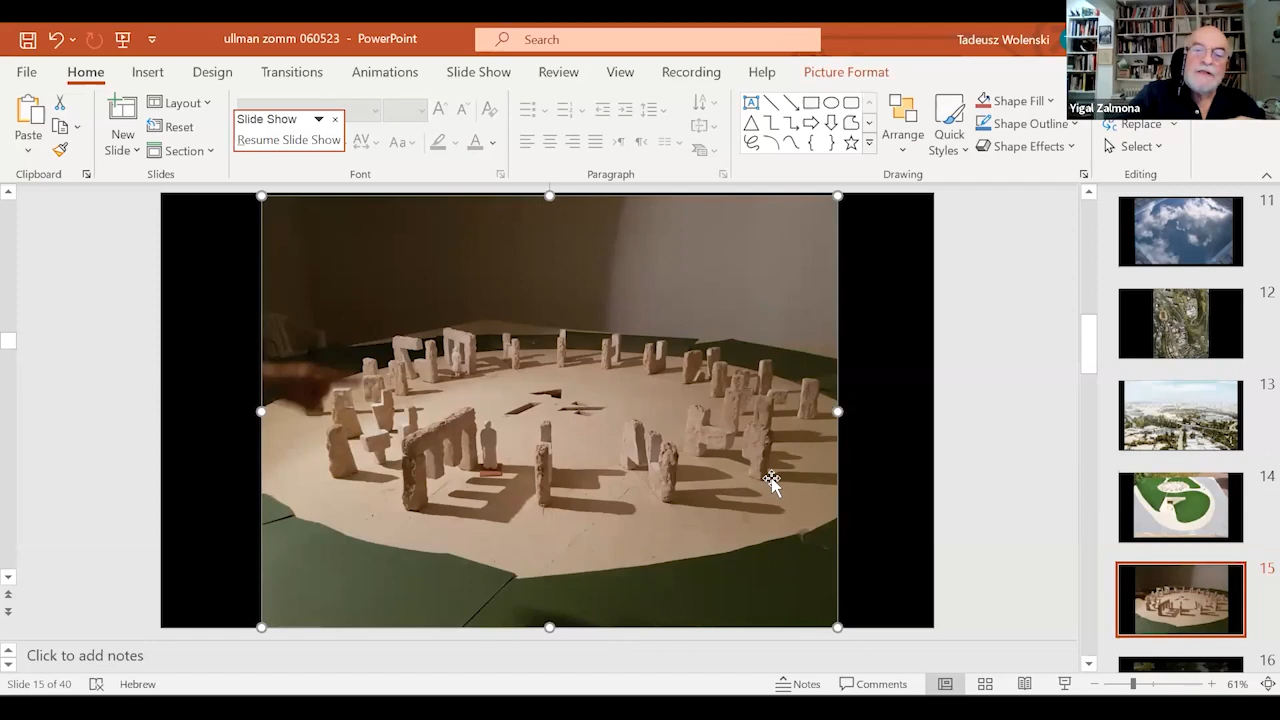 ullman zomm 060523 - PowerPoint
Search
Tadeusz Wolenski
Yigal Zalmona
File Home Insert Design Transitions Animations Slide Show Review View Recording Help Picture Format
Paste
New
Slide
Layout
Reset
Section
Slide Show
Resume Slide Show
Aa
Arrange
Quick
Styles
Shape Fill
Shape Outline
Shape Effects
Replace
Select
Clipboard
Slides
Font
Paragraph
Drawing
Editing
11
12
13
14
15
16
Click to add notes
Slide 15 of 40
Hebrew
Notes
Comments
61%